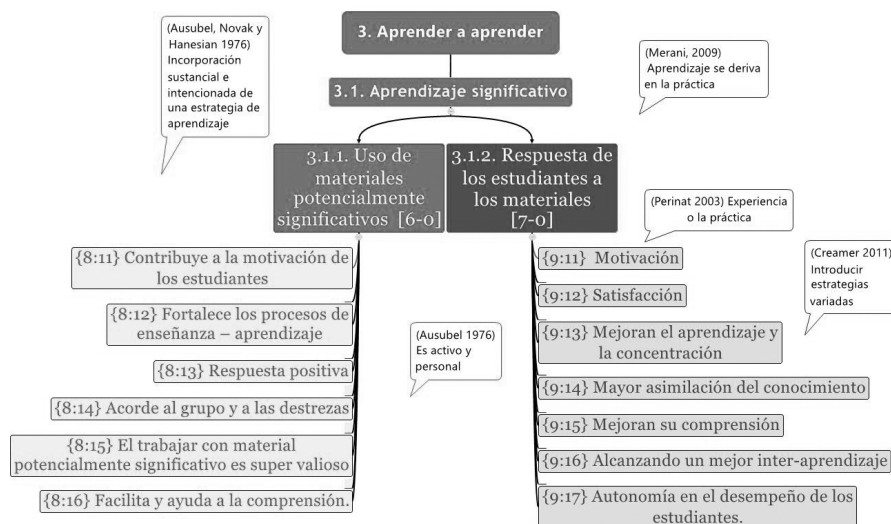 3. Aprender a aprender
3.1. Aprendizaje significativo
(Ausubel, Novak y
Hanesian 1976)
Incorporación
sustancial e
intencionada de
una estrategia de
aprendizaje
(Merani, 2009)
Aprendizaje se deriva
en la práctica
3.1.1. Uso de
materiales
potencialmente
significativos [6-0]
3.1.2. Respuesta de
los estudiantes a
los materiales
[7-0]
(Perinat 2003) Experiencia
o la práctica
(Creamer 2011)
Introducir
estrategias
variadas
(Ausubel 1976)
Es activo y
personal
{8:11} Contribuye a la motivación de
los estudiantes
{8:12} Fortalece los procesos de
enseñanza – aprendizaje
{8:13} Respuesta positiva
{8:14} Acorde al grupo y a las destrezas
{8:15} El trabajar con material
potencialmente significativo es super valioso
{8:16} Facilita y ayuda a la comprensión.
{9:11} Motivación
{9:12} Satisfacción
{9:13} Mejoran el aprendizaje y
la concentración
{9:14} Mayor asimilación del conocimiento
{9:15} Mejoran su comprensión
{9:16} Alcanzando un mejor inter-aprendizaje
{9:17} Autonomía en el desempeño de los
estudiantes.